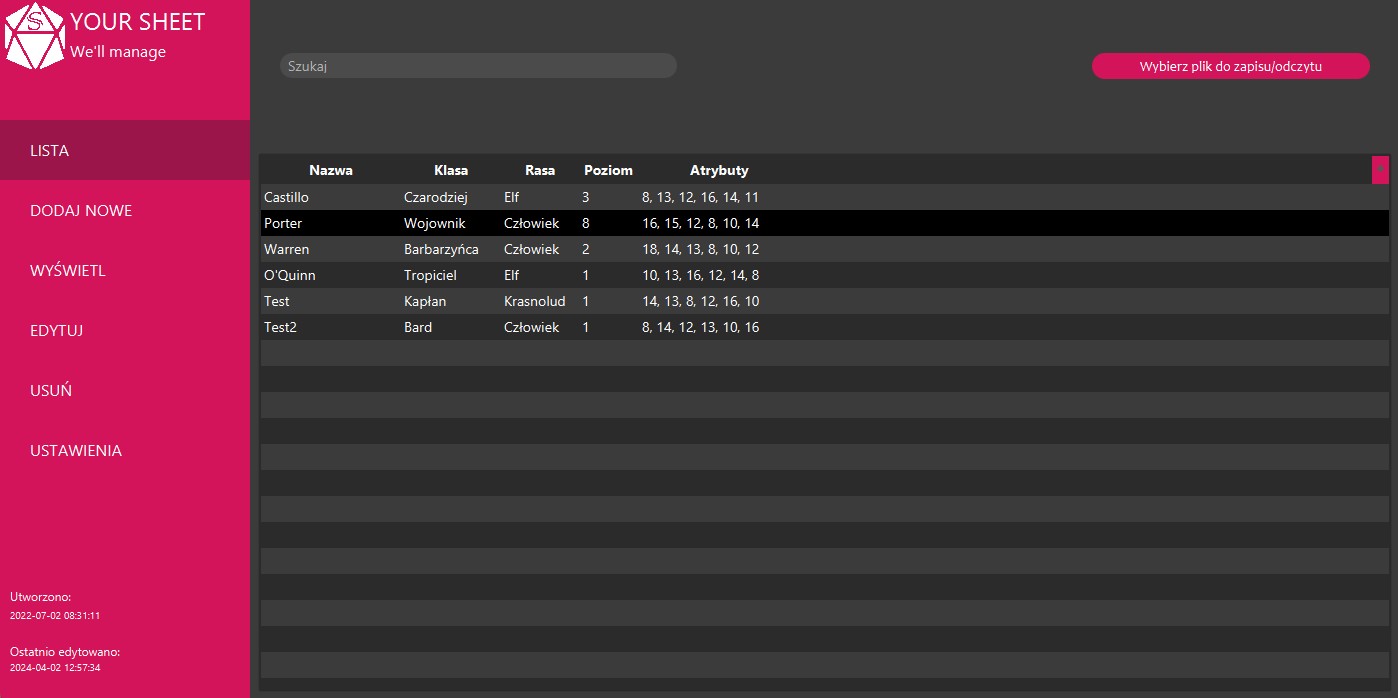 S
YOUR SHEET
We'll manage
Szukaj
Wybierz plik do zapisu/odczytu
LISTA
DODAJ NOWE
WYŚWIETL
EDYTUJ
USUŃ
USTAWIENIA
Utworzono:
2022-07-02 08:31:11
Ostatnio edytowano:
2024-04-02 12:57:34
Nazwa Klasa Rasa Poziom Atrybuty
Castillo Czarodziej Elf 3 8, 13, 12, 16, 14, 11
Porter Wojownik Człowiek 8 16, 15, 12, 8, 10, 14
Warren Barbarzyńca Człowiek 2 18, 14, 13, 8, 10, 12
O'Quinn Tropiciel Elf 1 10, 13, 16, 12, 14, 8
Test Kapłan Krasnolud 1 14, 13, 8, 12, 16, 10
Test2 Bard Człowiek 1 8, 14, 12, 13, 10, 16